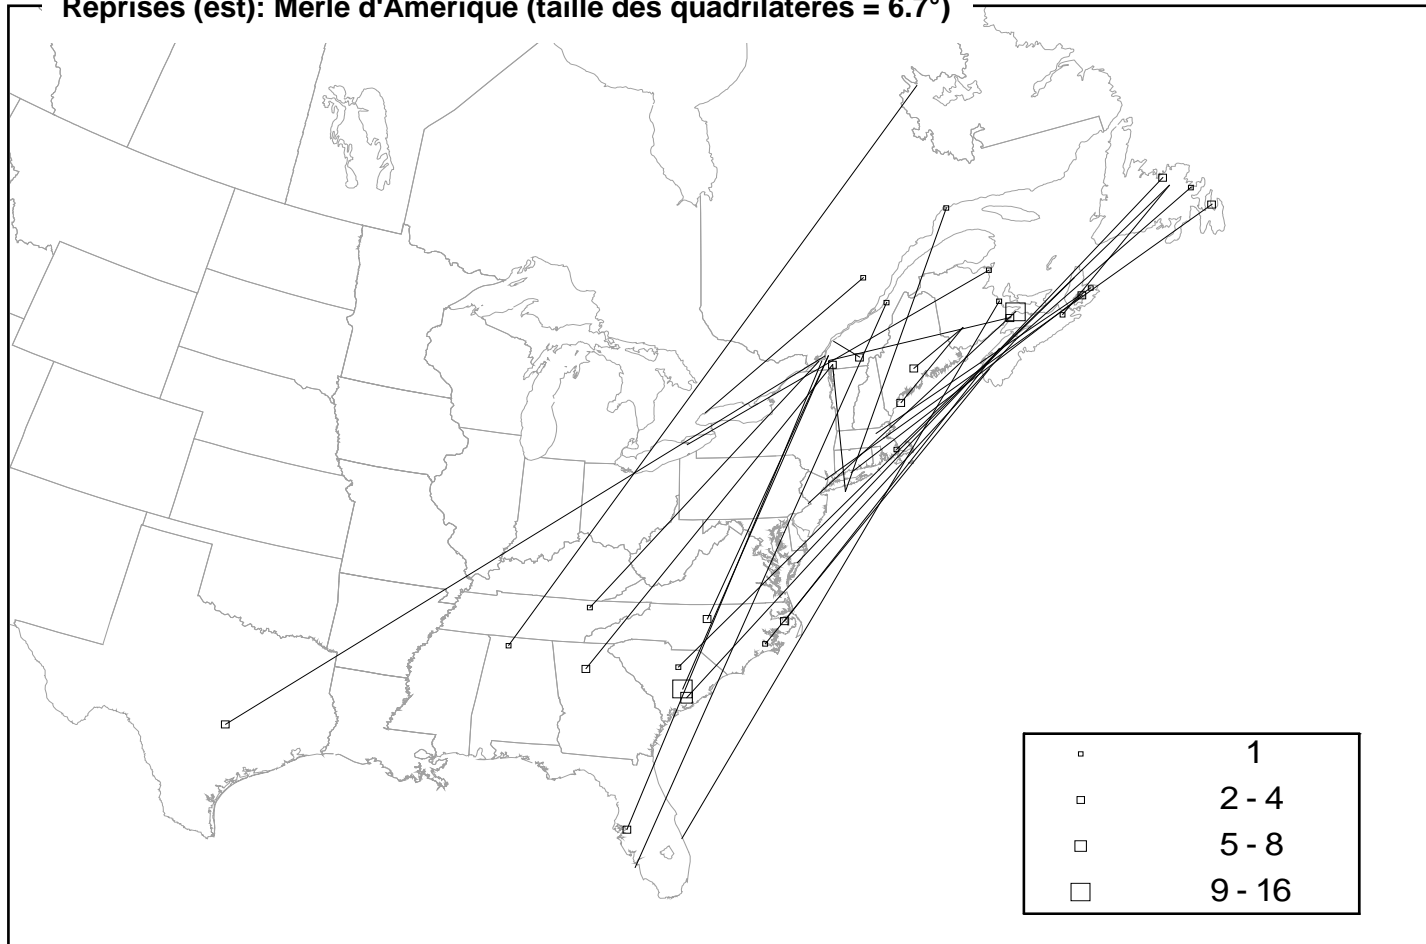 Reprises (est): Merle d'Amérique (taille des quadrilatères = 6.7°)
1
2 - 4
5 - 8
9 - 16